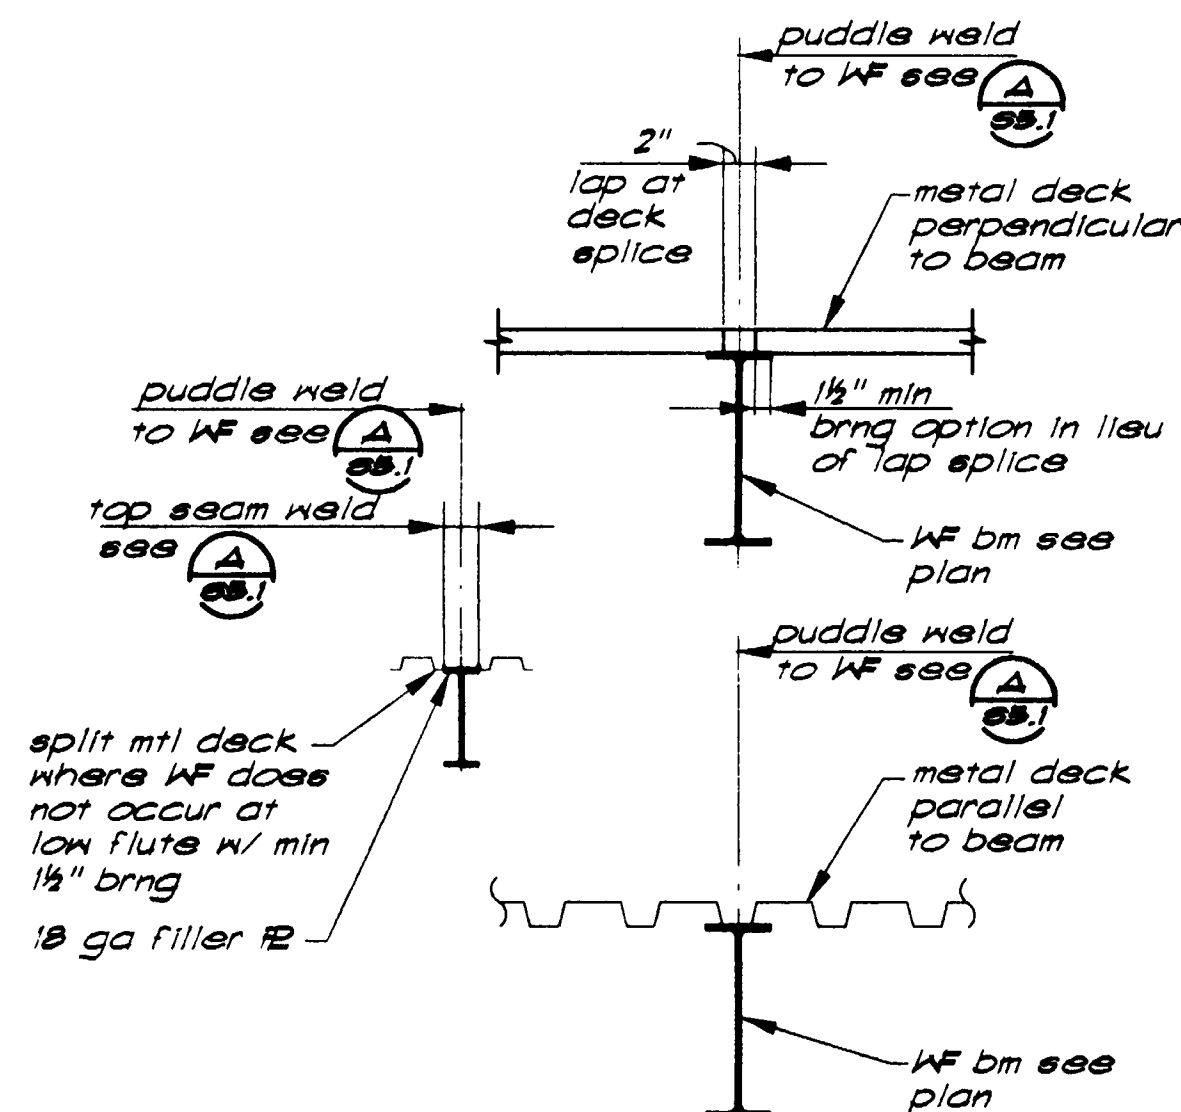 puddle weld
to WF see
A
S5.1
2"
lap at
deck
splice
metal deck
perpendicular
to beam
puddle weld
to WF see
A
S5.1
1½" min
brng option in lieu
of lap splice
top seam weld
see
A
S5.1
WF bm see
plan
puddle weld
to WF see
A
S5.1
split mtl deck
where WF does
not occur at
low flute w/ min
1½" brng
metal deck
parallel
to beam
18 ga filler PL
WF bm see
plan